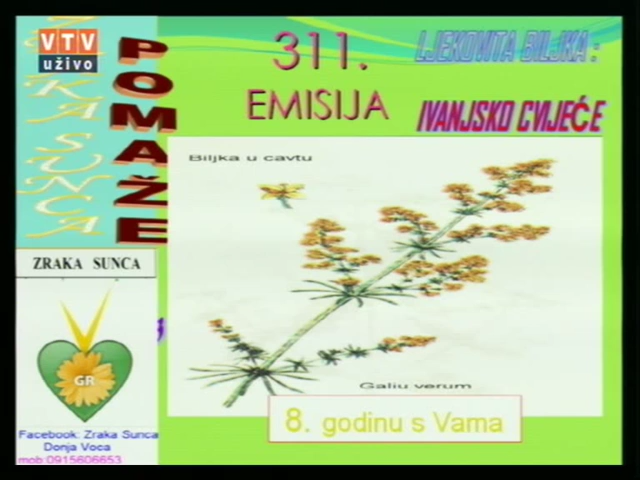 VTV
uživo
ZRAKA SUNCA
POMAŽE
311.
EMISIJA
LJEKOVITA BILJKA:
IVANJSKO CVIJEĆE
Biljka u cavtu
Galiu verum
8. godinu s Vama
ZRAKA SUNCA
GR
Facebook: Zraka Sunca
Donja Voca
mob:0915606653